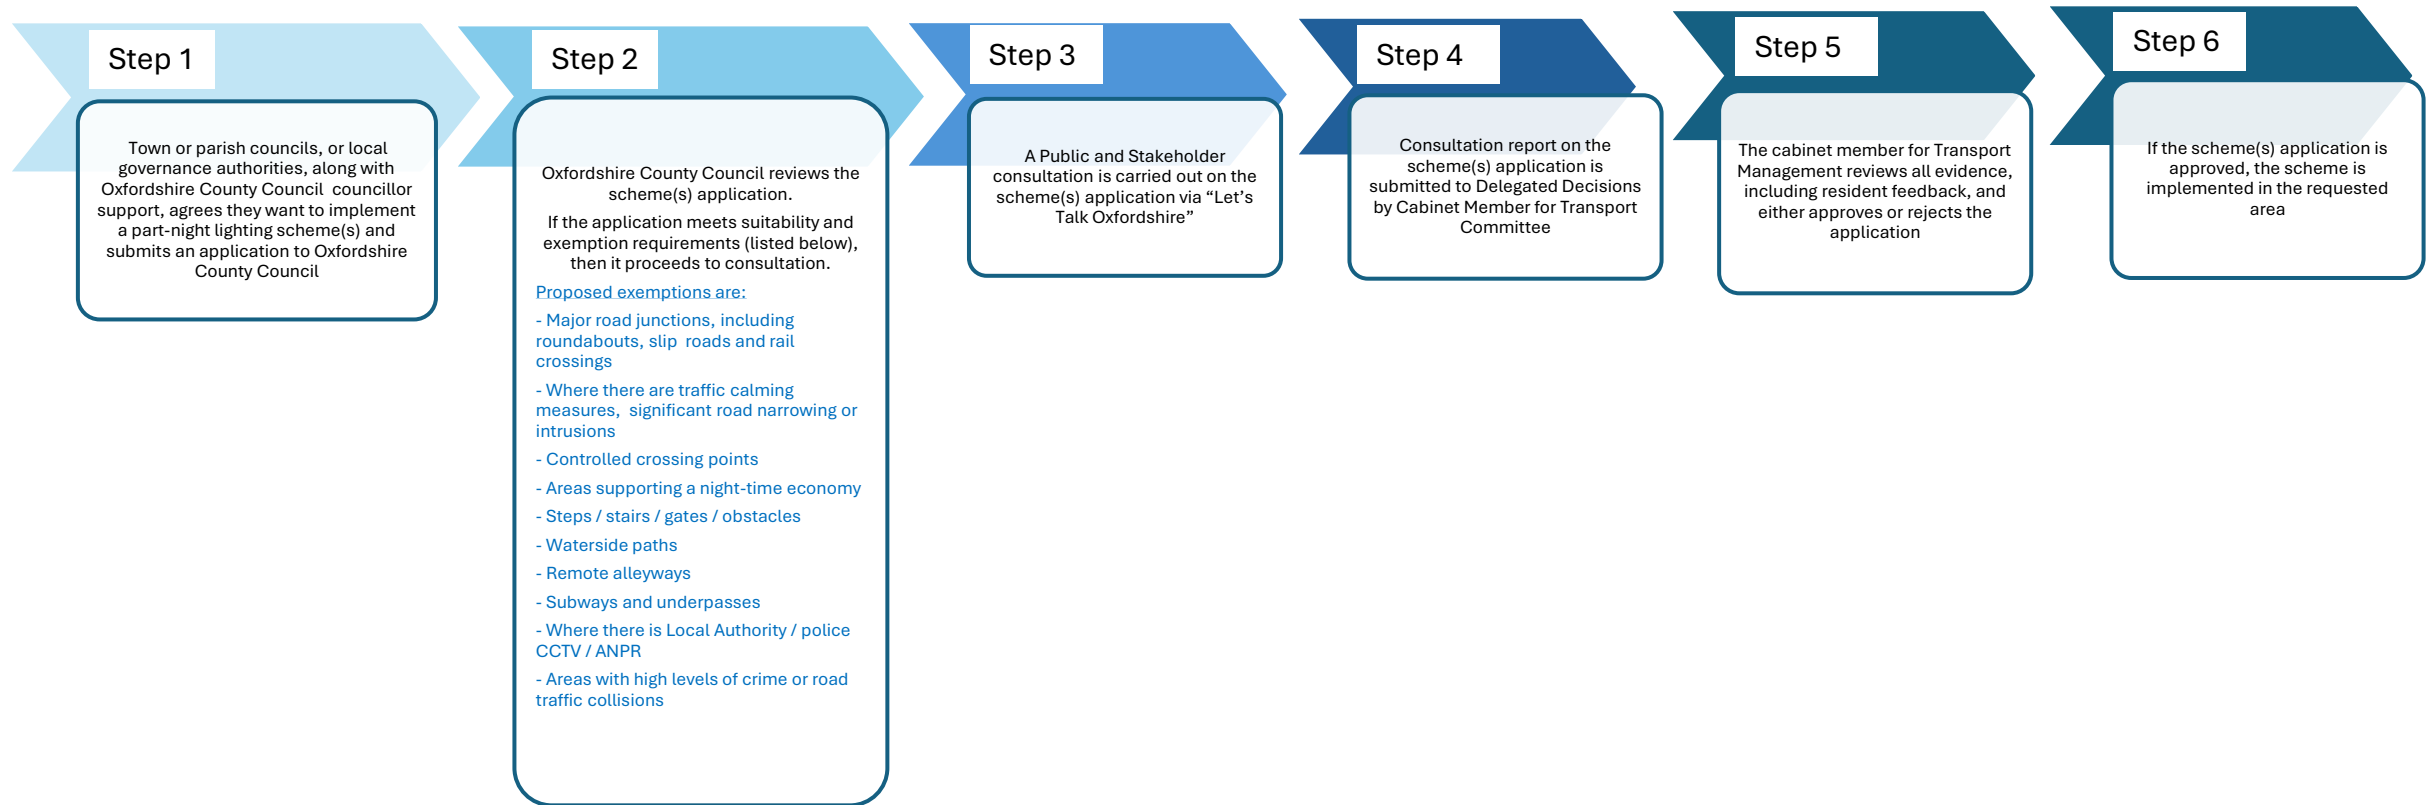 Step 1
Town or parish councils, or local
governance authorities, along with
Oxfordshire County Council  councillor
support, agrees they want to implement
a part-night lighting scheme(s) and
submits an application to Oxfordshire
County Council
Step 2
Oxfordshire County Council reviews the
scheme(s) application.
If the application meets suitability and
exemption requirements (listed below),
then it proceeds to consultation.
Proposed exemptions are:
- Major road junctions, including
roundabouts, slip  roads and rail
crossings
- Where there are traffic calming
measures,  significant road narrowing or
intrusions
- Controlled crossing points
- Areas supporting a night-time economy
- Steps / stairs / gates / obstacles
- Waterside paths
- Remote alleyways
- Subways and underpasses
- Where there is Local Authority / police
CCTV / ANPR
- Areas with high levels of crime or road
traffic collisions
Step 3
A Public and Stakeholder
consultation is carried out on the
scheme(s) application via “Let’s
Talk Oxfordshire”
Step 4
Consultation report on the
scheme(s) application is
submitted to Delegated Decisions
by Cabinet Member for Transport
Committee
Step 5
The cabinet member for Transport
Management reviews all evidence,
including resident feedback, and
either approves or rejects the
application
Step 6
If the scheme(s) application is
approved, the scheme is
implemented in the requested
area